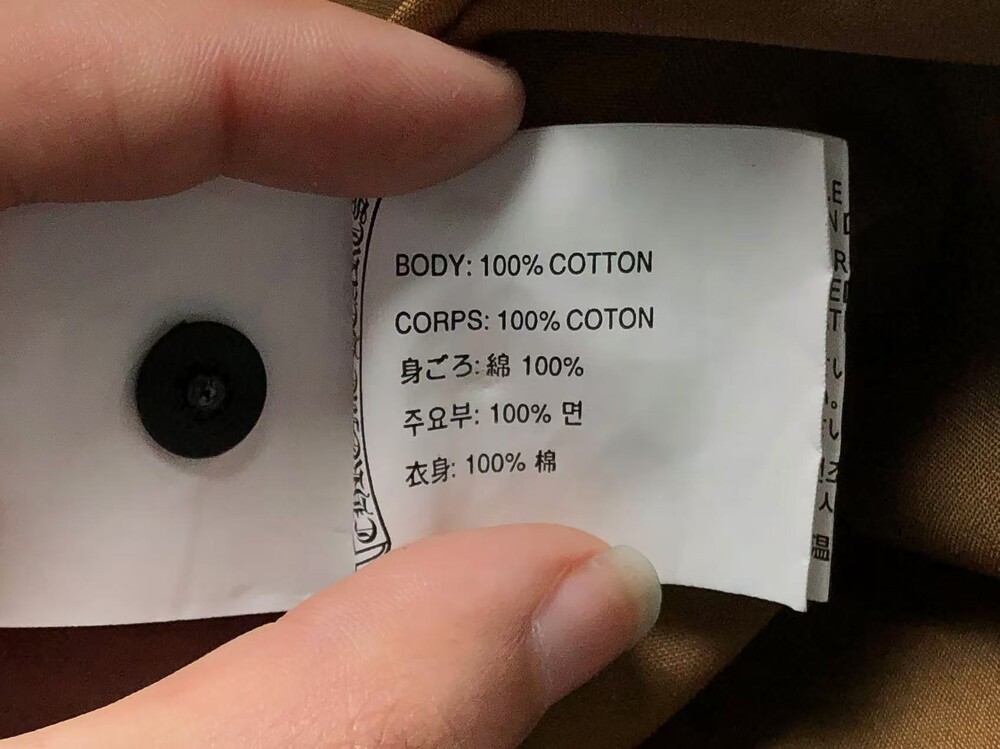 BODY: 100% COTTON
CORPS: 100% COTON
身ごろ: 綿 100%
주요부: 100% 면
衣身: 100% 棉
温